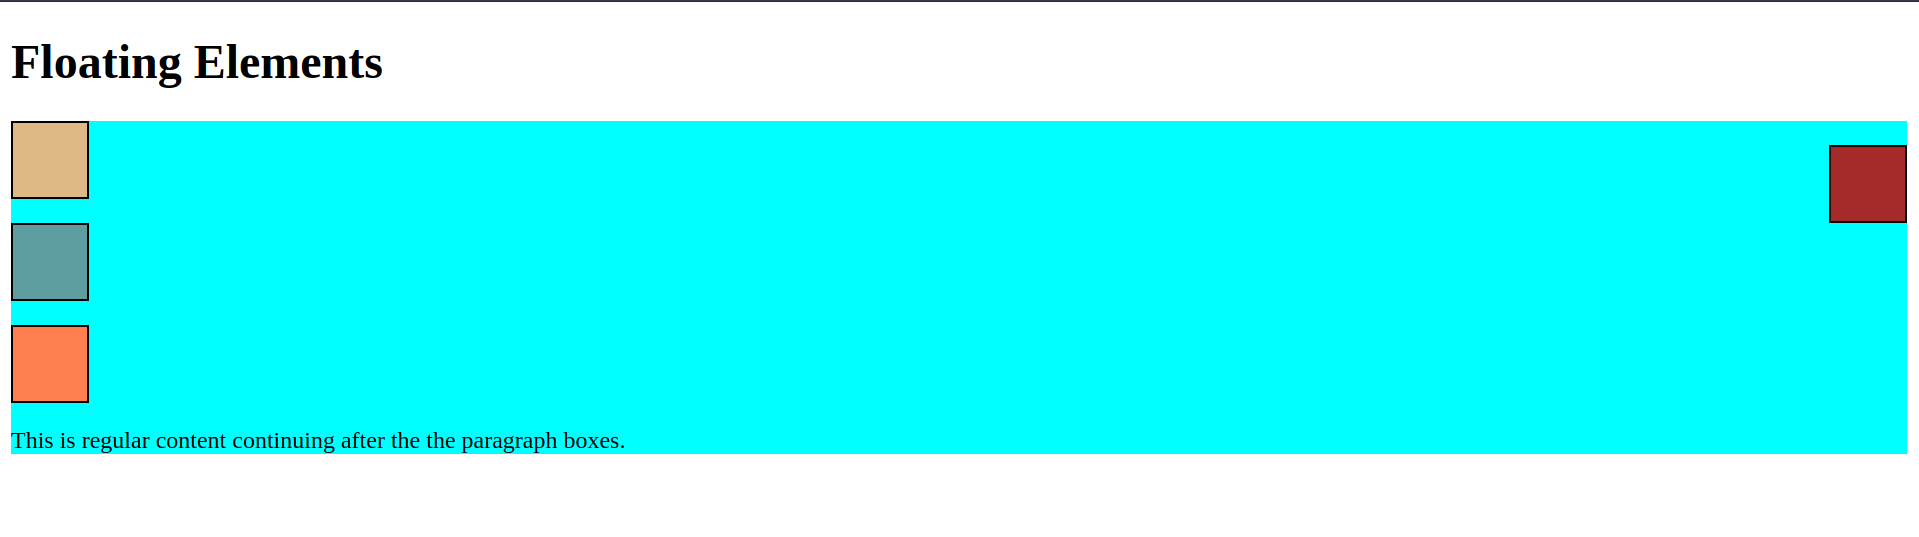 Floating Elements
This is regular content continuing after the the paragraph boxes.